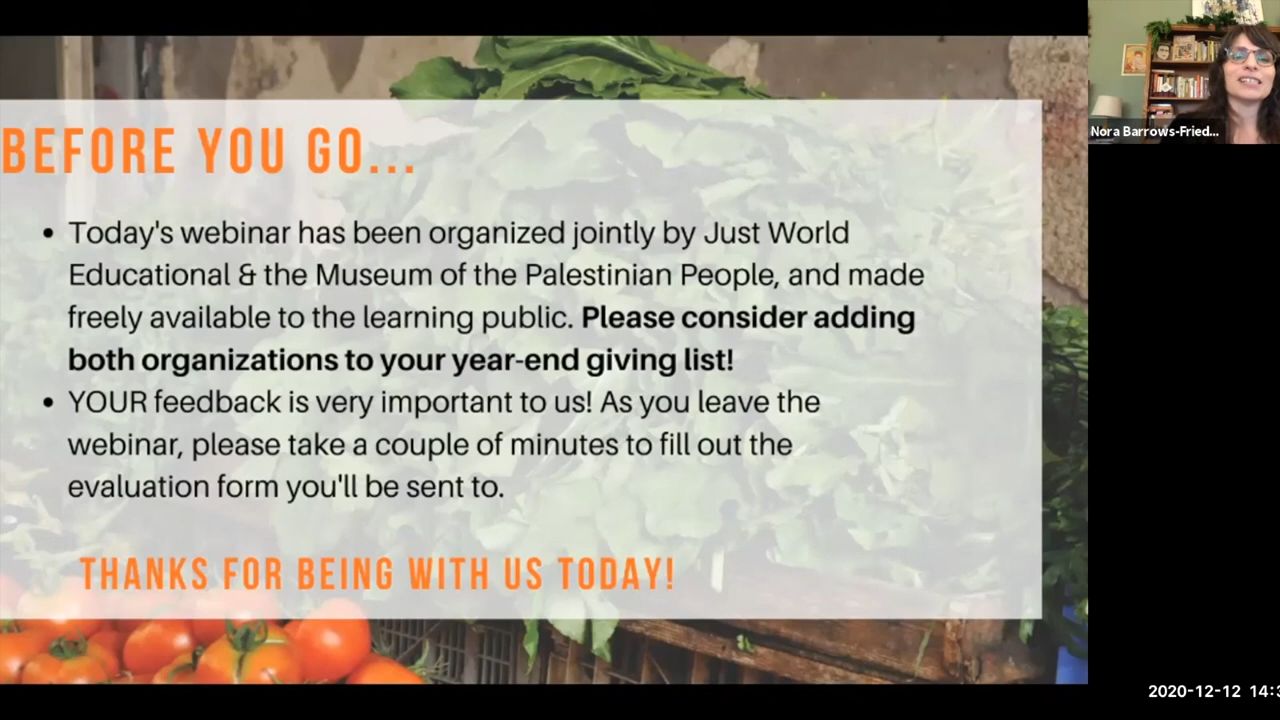 BEFORE YOU GO...
• Today's webinar has been organized jointly by Just World
Educational & the Museum of the Palestinian People, and made
freely available to the learning public. Please consider adding
both organizations to your year-end giving list!
• YOUR feedback is very important to us! As you leave the
webinar, please take a couple of minutes to fill out the
evaluation form you'll be sent to.
THANKS FOR BEING WITH US TODAY!
Nora Barrows-Fried...
2020-12-12 14:3